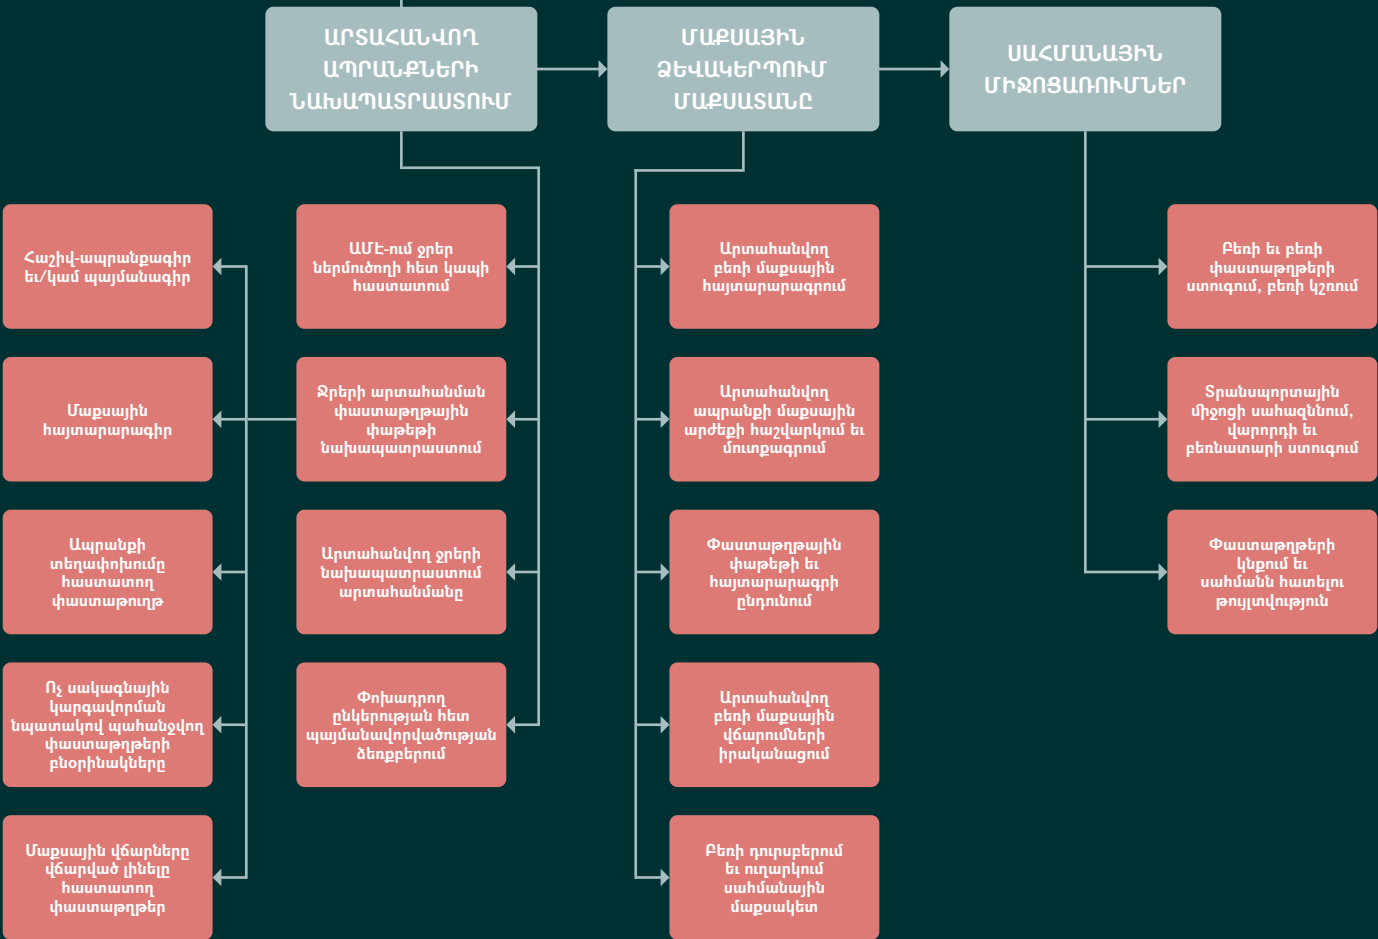 ԱՐՏԱՀԱՆՎՈՂ
ԱՊՐԱՆՔՆԵՐԻ
ՆԱԽԱՊԱՏՐԱՍՏՈՒՄ
ՄԱՔՍԱՅԻՆ
ՁԵՎԱԿԵՐՊՈՒՄ
ՄԱՔՍԱՏԱՆԸ
ՍԱՀՄԱՆԱՅԻՆ
ՄԻՋՈՑԱՌՈՒՄՆԵՐ
Հաշիվ-ապրանքագիր
եւ/կամ պայմանագիր
Մաքսային
հայտարարագիր
Ապրանքի
տեղափոխումը
հաստատող
փաստաթուղթ
Ոչ սակագնային
կարգավորման
նպատակով պահանջվող
փաստաթղթերի
բնօրինակները
Մաքսային վճարները
վճարված լինելը
հաստատող
փաստաթղթեր
ԱՄԷ-ում ջրեր
ներմուծողի հետ կապի
հաստատում
Ջրերի արտահանման
փաստաթղթային
փաթեթի
նախապատրաստում
Արտահանվող ջրերի
նախապատրաստում
արտահանմանը
Փոխադրող
ընկերության հետ
պայմանավորվածության
ձեռքբերում
Արտահանվող
բեռի մաքսային
հայտարարագրում
Արտահանվող
ապրանքի մաքսային
արժեքի հաշվարկում եւ
մուտքագրում
Փաստաթղթային
փաթեթի եւ
հայտարարագրի
ընդունում
Արտահանվող
բեռի մաքսային
վճարումների
իրականացում
Բեռի դուրսբերում
եւ ուղարկում
սահմանային
մաքսակետ
Բեռի եւ բեռի
փաստաթղթերի
ստուգում, բեռի կշռում
Տրանսպորտային
միջոցի սահազննում,
վարորդի եւ
բեռնատարի ստուգում
Փաստաթղթերի
կնքում եւ
սահմանն հատելու
թույլտվություն